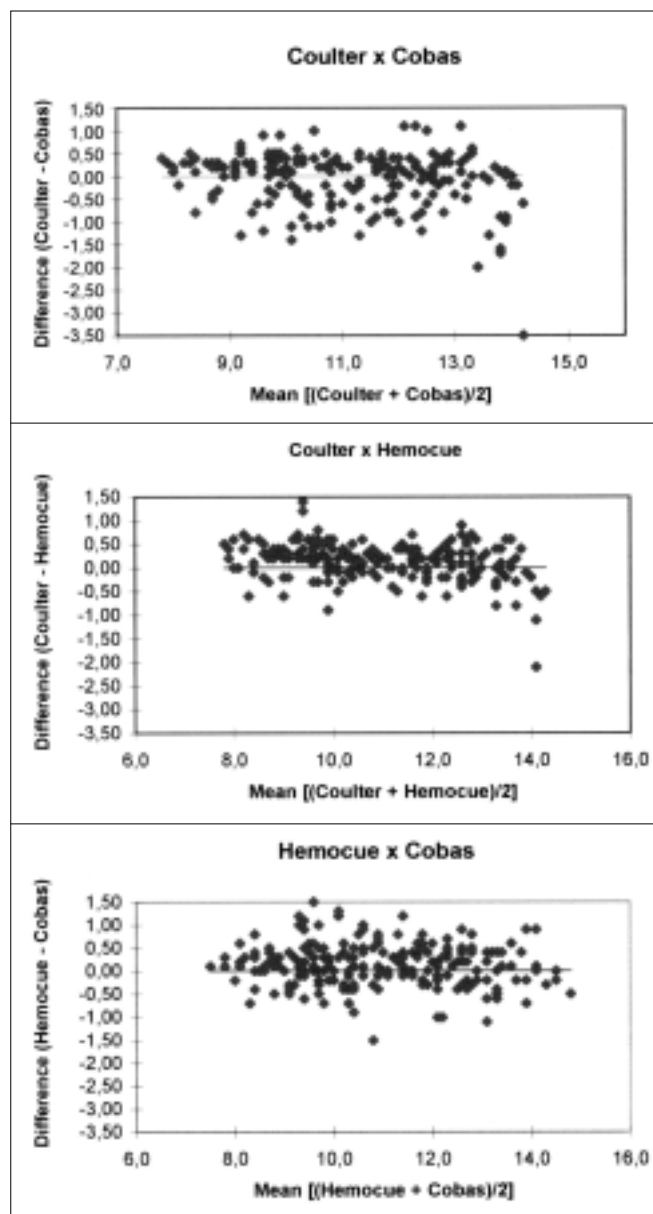 Coulter x Cobas
Difference (Coulter - Cobas)
1,50
1,00
0,50
0,00
-0,50
-1,00
-1,50
-2,00
-2,50
-3,00
-3,50
7,0 9,0 11,0 13,0 15,0
Mean [(Coulter + Cobas)/2]
Coulter x Hemocue
Difference (Coulter - Hemocue)
1,50
1,00
0,50
0,00
-0,50
-1,00
-1,50
-2,00
-2,50
-3,00
-3,50
6,0 8,0 10,0 12,0 14,0 16,0
Mean [(Coulter + Hemocue)/2]
Hemocue x Cobas
Difference (Hemocue - Cobas)
1,50
1,00
0,50
0,00
-0,50
-1,00
-1,50
-2,00
-2,50
-3,00
-3,50
6,0 8,0 10,0 12,0 14,0 16,0
Mean [(Hemocue + Cobas)/2]